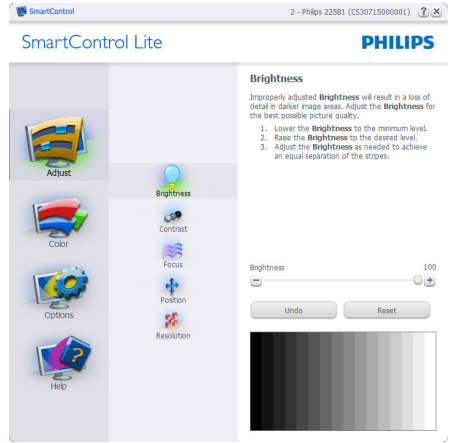 SmartControl
2 - Philips 225B1 (CS30715000001)
? ×
SmartControl Lite
PHILIPS
Adjust
Color
Options
Help
Brightness
Contrast
Focus
Position
Resolution
Brightness
Improperly adjusted Brightness will result in a loss of
detail in darker image areas. Adjust the Brightness for
the best possible picture quality.
1. Lower the Brightness to the minimum level.
2. Raise the Brightness to the desired level.
3. Adjust the Brightness as needed to achieve
an equal separation of the stripes.
Brightness 100
Undo Reset